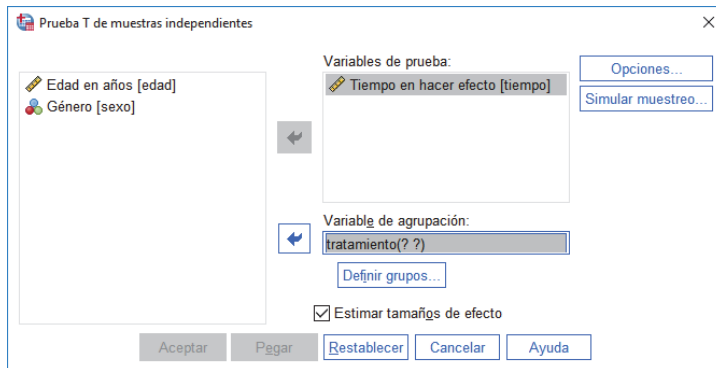 Prueba T de muestras independientes
Edad en años [edad]
Género [sexo]
Variables de prueba:
Tiempo en hacer efecto [tiempo]
Opciones...
Simular muestreo...
Variable de agrupación:
tratamiento(? ?)
Definir grupos...
Estimar tamaños de efecto
Aceptar Pegar Restablecer Cancelar Ayuda